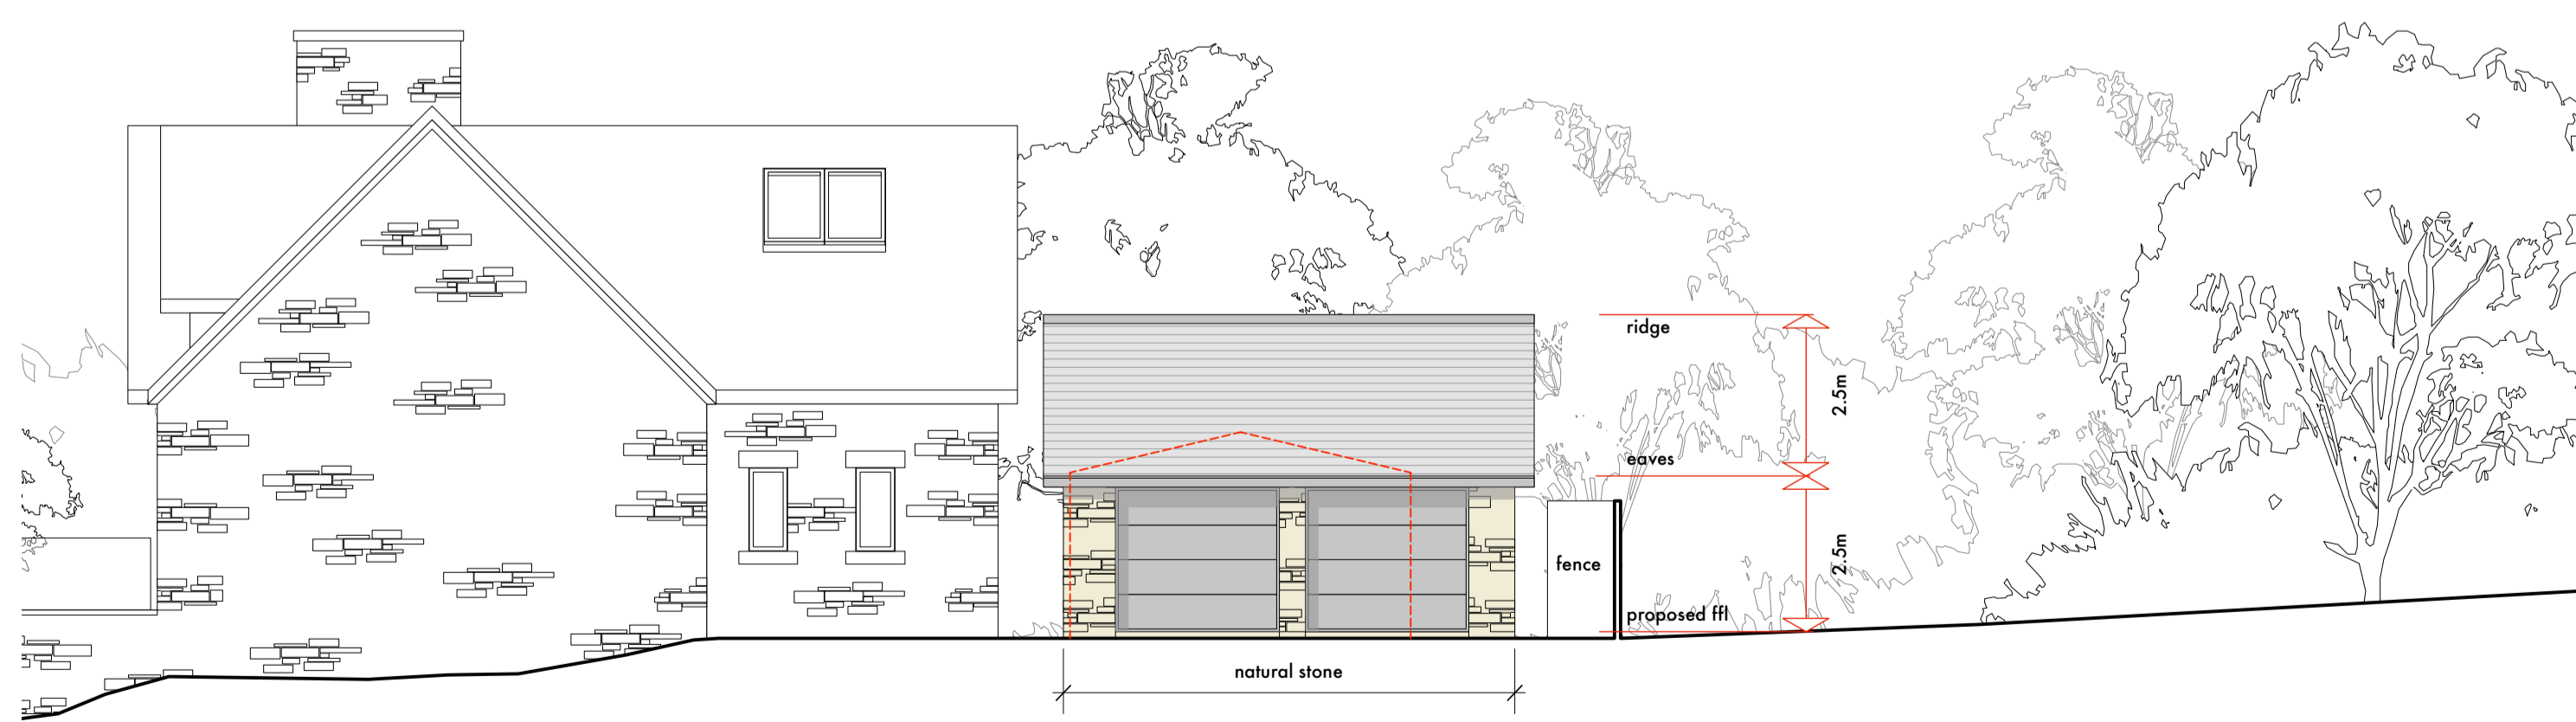 ridge
2.5m
eaves
2.5m
fence
proposed ffl
natural stone